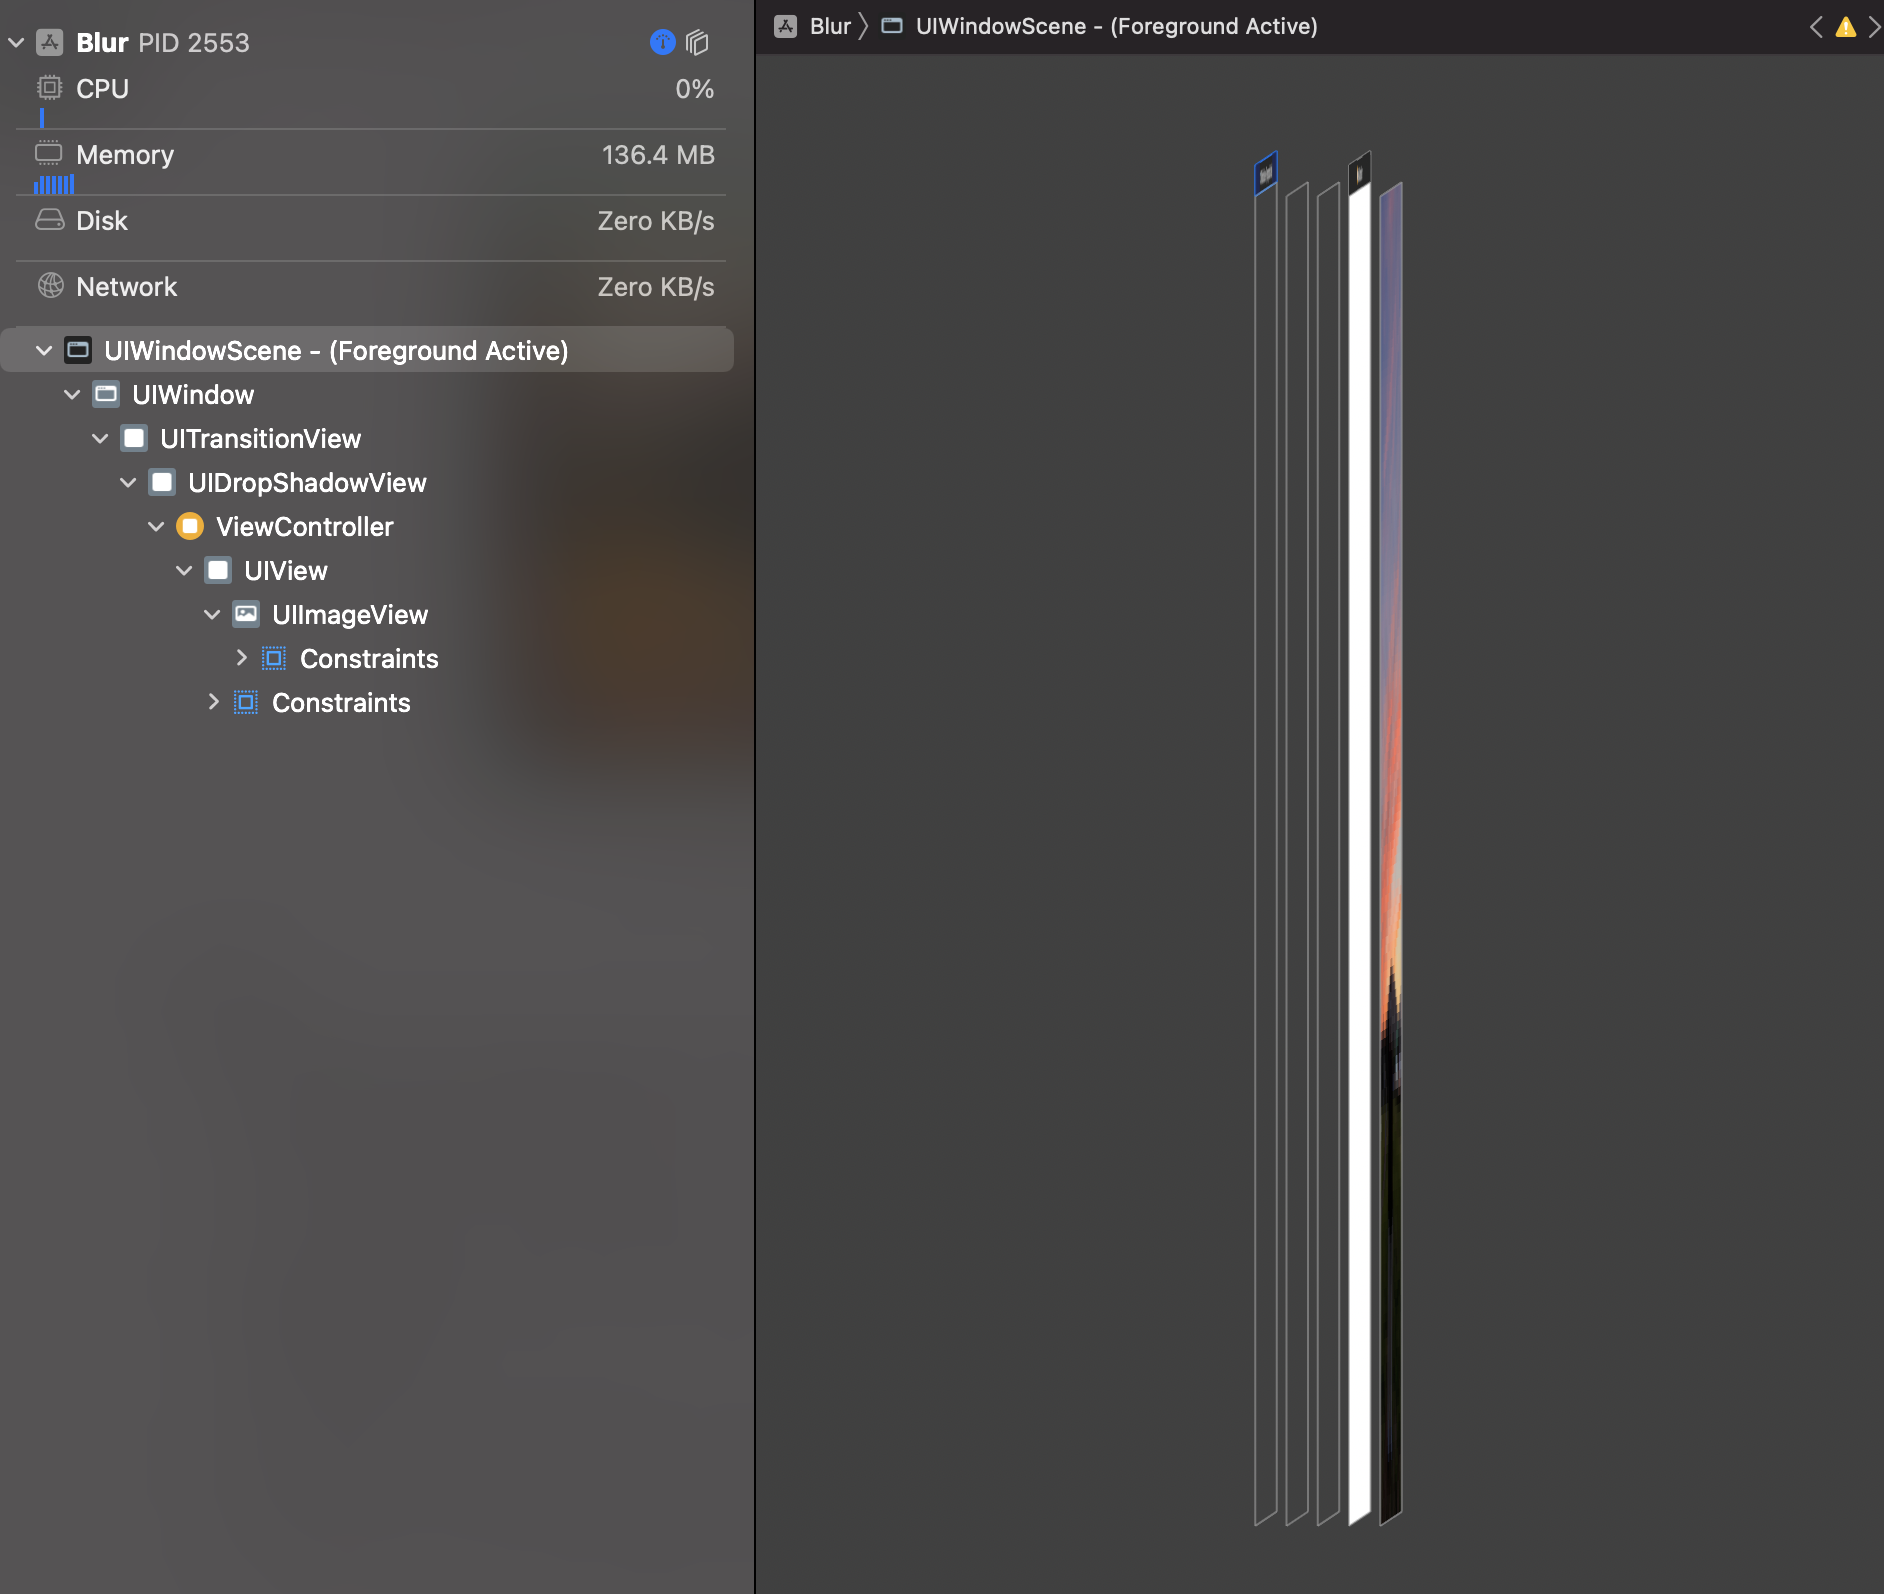 Blur PID 2553
CPU 0%
Memory 136.4 MB
Disk Zero KB/s
Network Zero KB/s
UIWindowScene - (Foreground Active)
UIWindow
UITransitionView
UIDropShadowView
ViewController
UIView
UIImageView
Constraints
Constraints
Blur UIWindowScene - (Foreground Active)